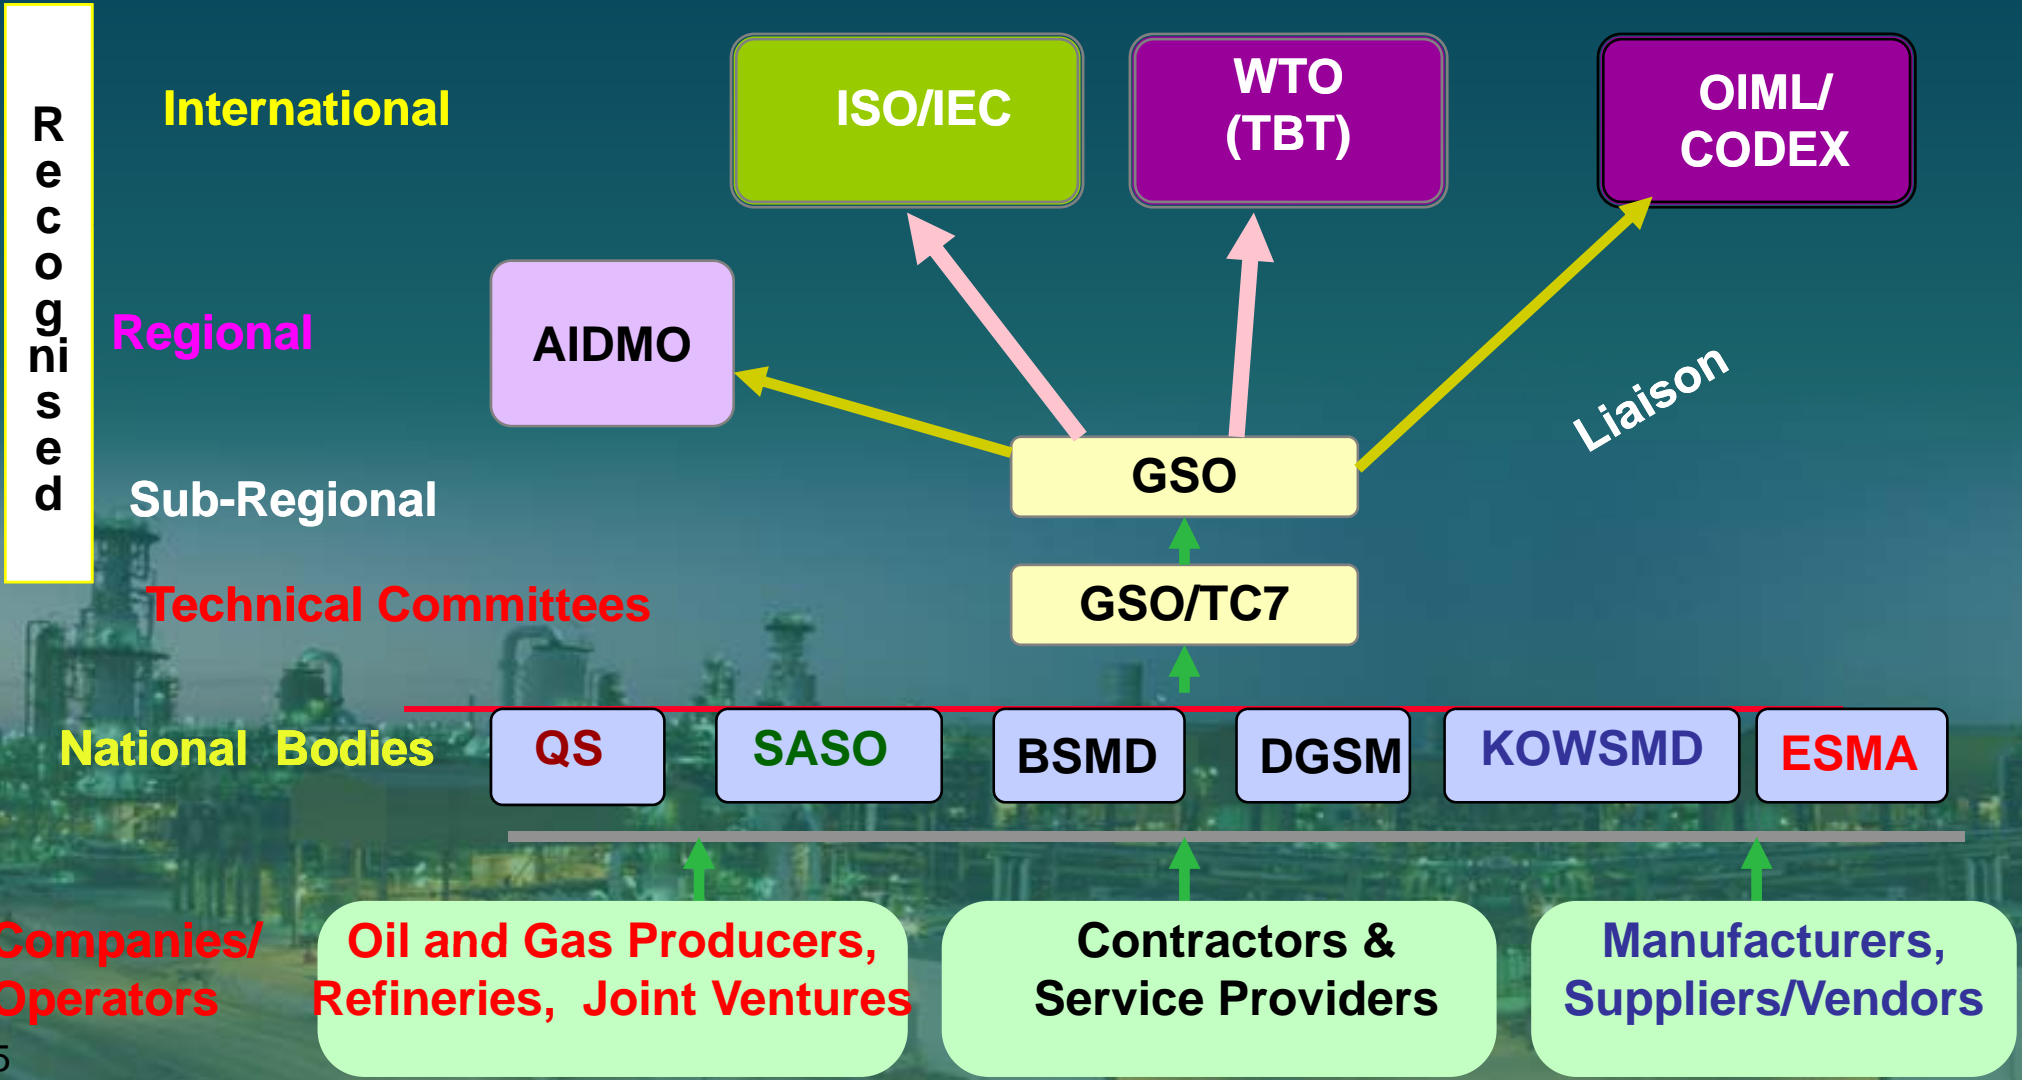 Recognised
International
ISO/IEC
WTO
(TBT)
OIML/
CODEX
Regional
AIDMO
Liaison
Sub-Regional
GSO
Technical Committees
GSO/TC7
National Bodies
QS
SASO
BSMD
DGSM
KOWSMD
ESMA
Companies/
Operators
Oil and Gas Producers,
Refineries, Joint Ventures
Contractors &
Service Providers
Manufacturers,
Suppliers/Vendors
5